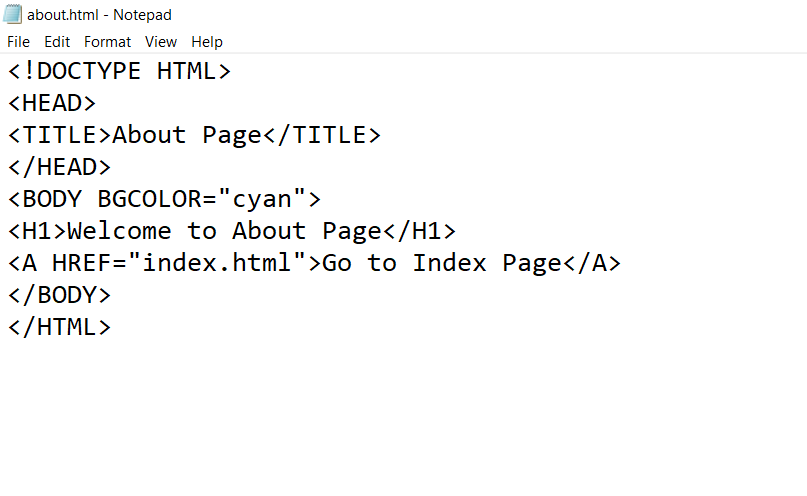 about.html - Notepad
File Edit Format View Help
<!DOCTYPE HTML>
<HEAD>
<TITLE>About Page</TITLE>
</HEAD>
<BODY BGCOLOR="cyan">
<H1>Welcome to About Page</H1>
<A HREF="index.html">Go to Index Page</A>
</BODY>
</HTML>